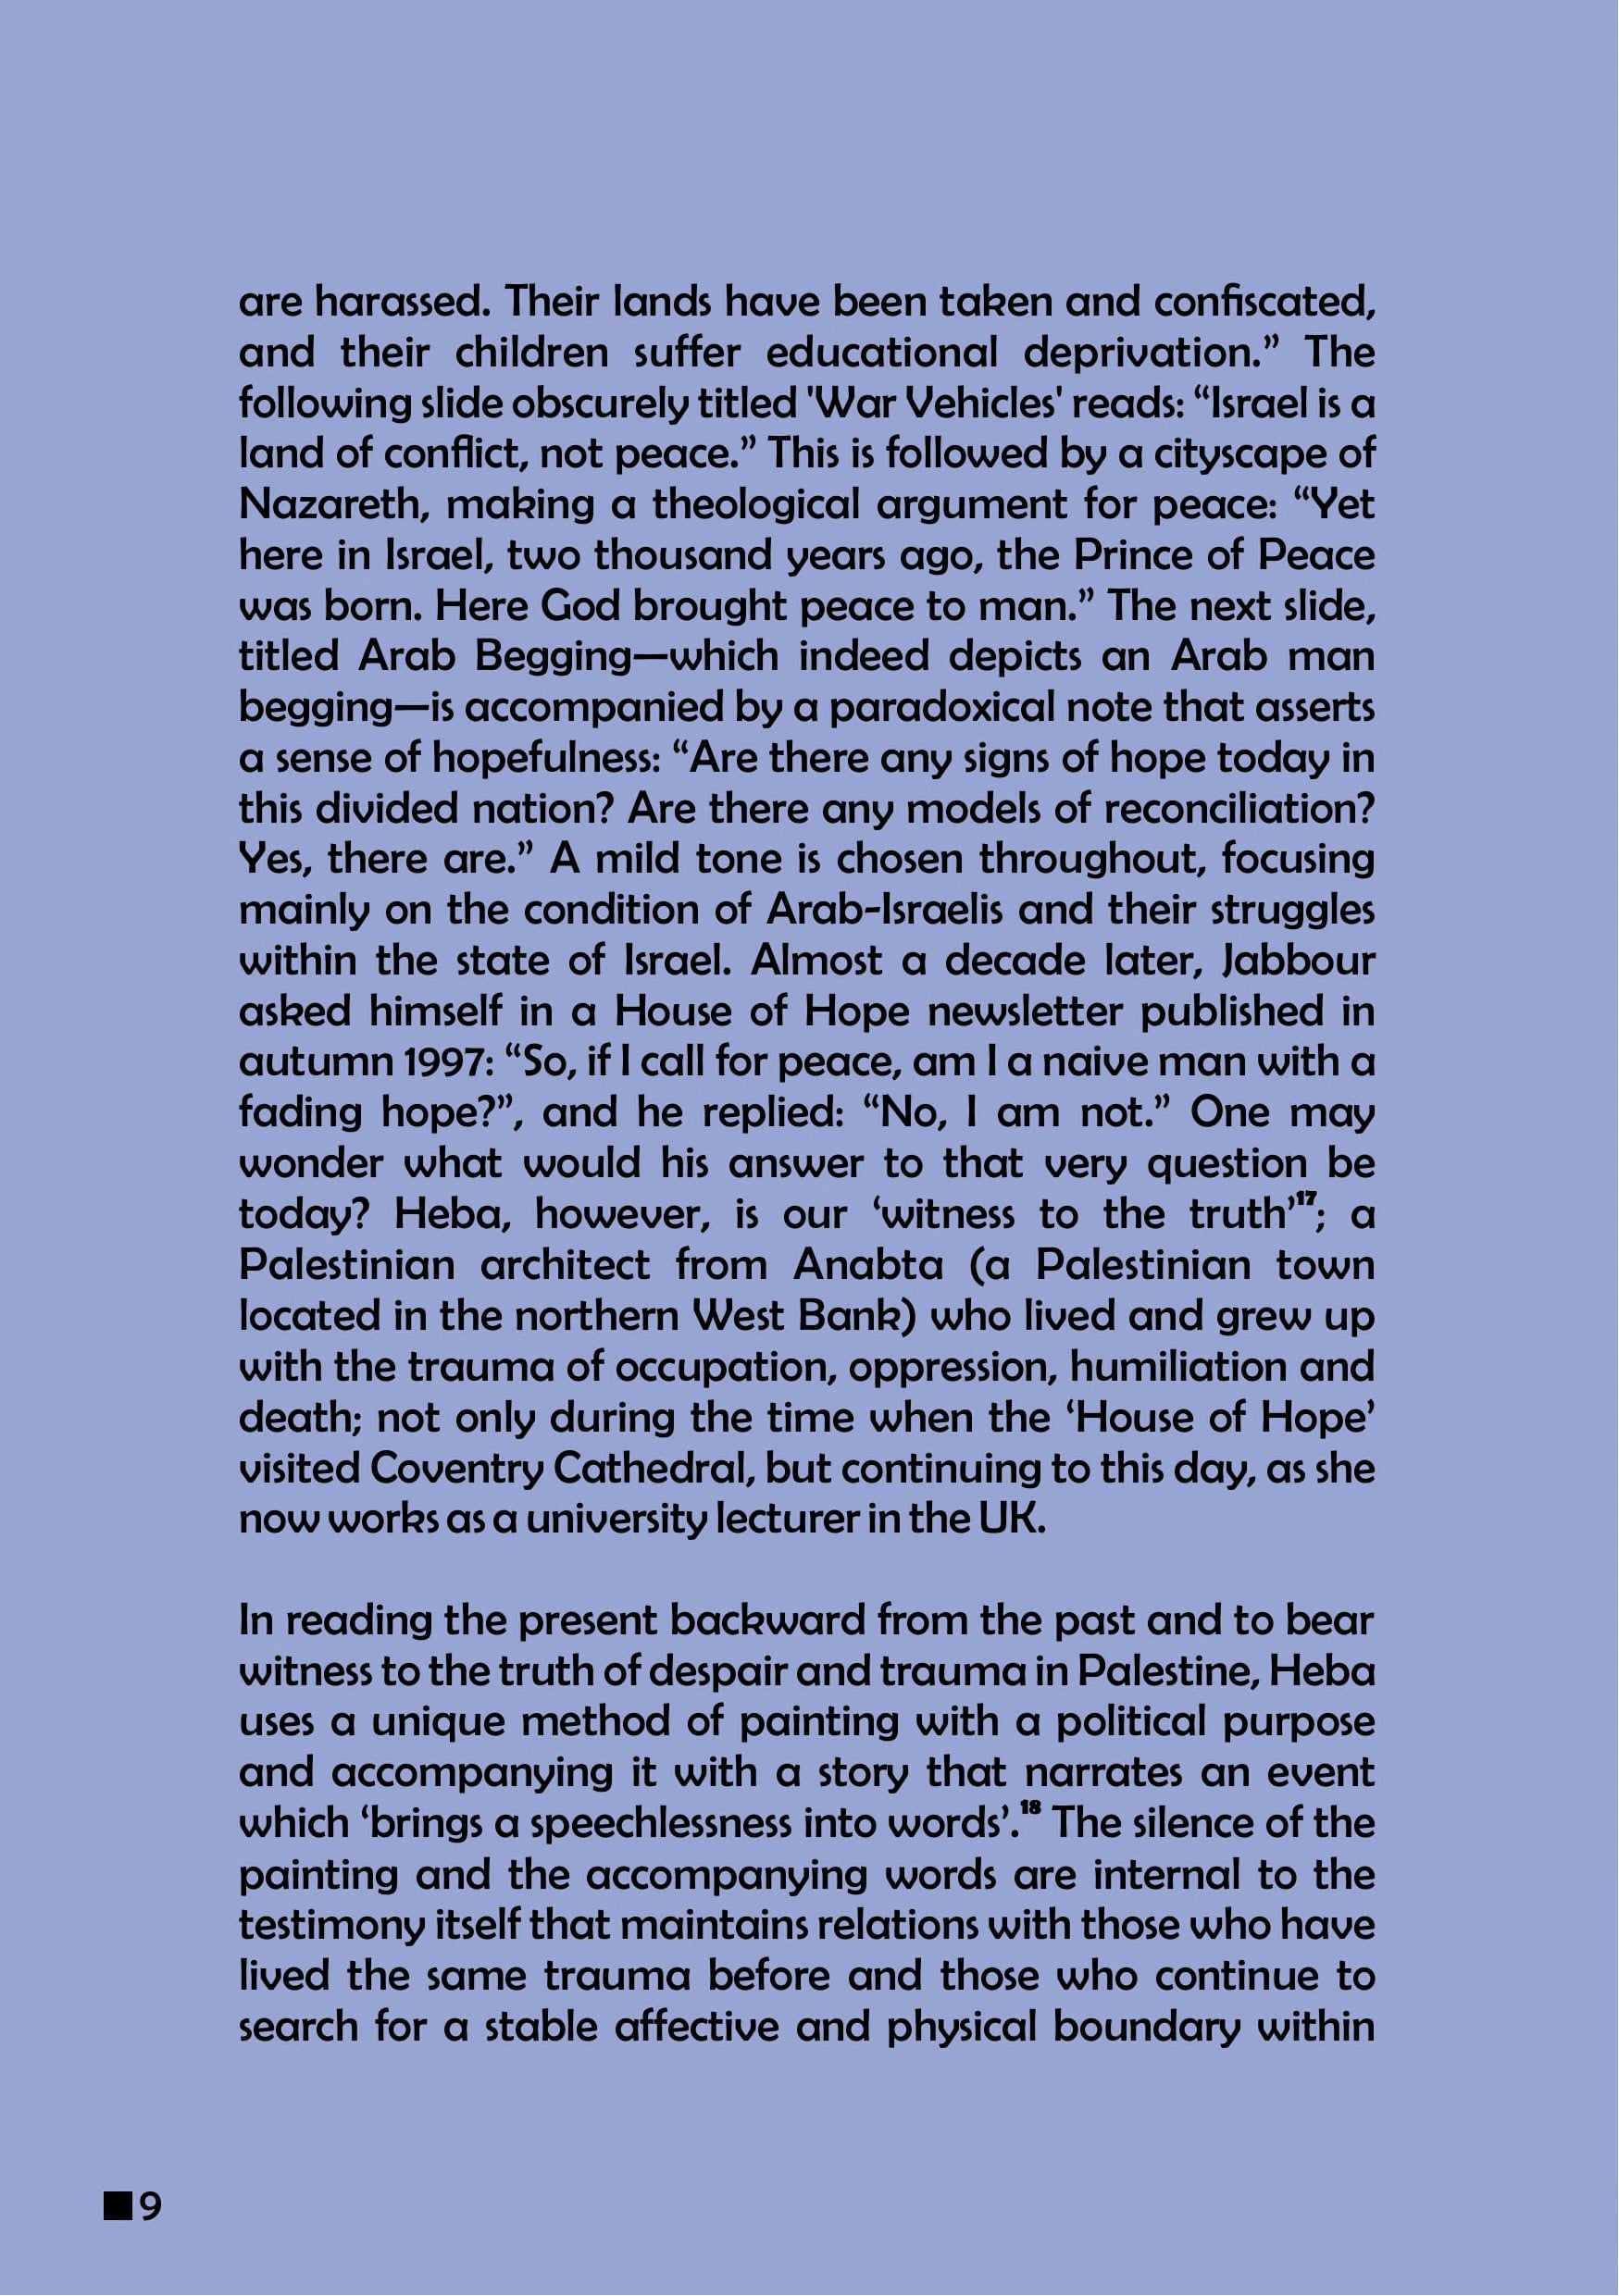 are harassed. Their lands have been taken and confiscated,
and their children suffer educational deprivation.” The
following slide obscurely titled 'War Vehicles' reads: “Israel is a
land of conflict, not peace.” This is followed by a cityscape of
Nazareth, making a theological argument for peace: “Yet
here in Israel, two thousand years ago, the Prince of Peace
was born. Here God brought peace to man.” The next slide,
titled Arab Begging—which indeed depicts an Arab man
begging—is accompanied by a paradoxical note that asserts
a sense of hopefulness: “Are there any signs of hope today in
this divided nation? Are there any models of reconciliation?
Yes, there are.” A mild tone is chosen throughout, focusing
mainly on the condition of Arab-Israelis and their struggles
within the state of Israel. Almost a decade later, Jabbour
asked himself in a House of Hope newsletter published in
autumn 1997: “So, if I call for peace, am I a naive man with a
fading hope?”, and he replied: “No, I am not.” One may
wonder what would his answer to that very question be
today? Heba, however, is our ‘witness to the truth’17; a
Palestinian architect from Anabta (a Palestinian town
located in the northern West Bank) who lived and grew up
with the trauma of occupation, oppression, humiliation and
death; not only during the time when the ‘House of Hope’
visited Coventry Cathedral, but continuing to this day, as she
now works as a university lecturer in the UK.
In reading the present backward from the past and to bear
witness to the truth of despair and trauma in Palestine, Heba
uses a unique method of painting with a political purpose
and accompanying it with a story that narrates an event
which ‘brings a speechlessness into words’.18 The silence of the
painting and the accompanying words are internal to the
testimony itself that maintains relations with those who have
lived the same trauma before and those who continue to
search for a stable affective and physical boundary within
■9